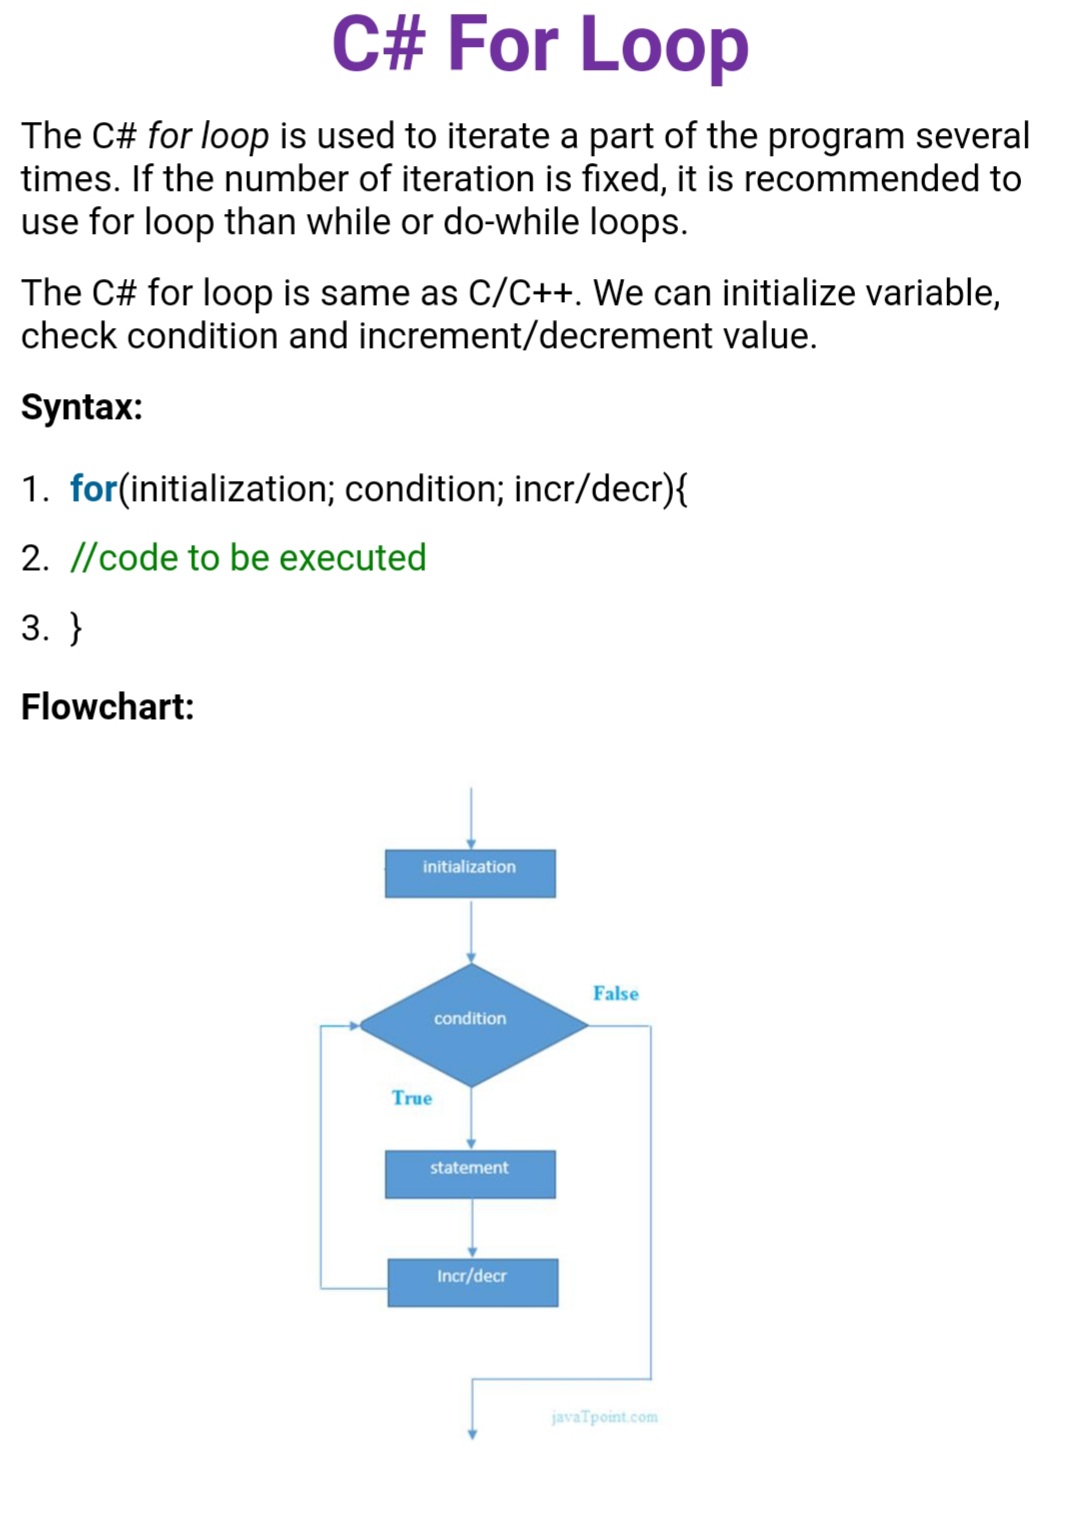 C# For Loop
The C# for loop is used to iterate a part of the program several
times. If the number of iteration is fixed, it is recommended to
use for loop than while or do-while loops.
The C# for loop is same as C/C++. We can initialize variable,
check condition and increment/decrement value.
Syntax:
1. for(initialization; condition; incr/decr){
2. //code to be executed
3. }
Flowchart:
initialization
False
condition
True
statement
Incr/decr
javaTpoint.com